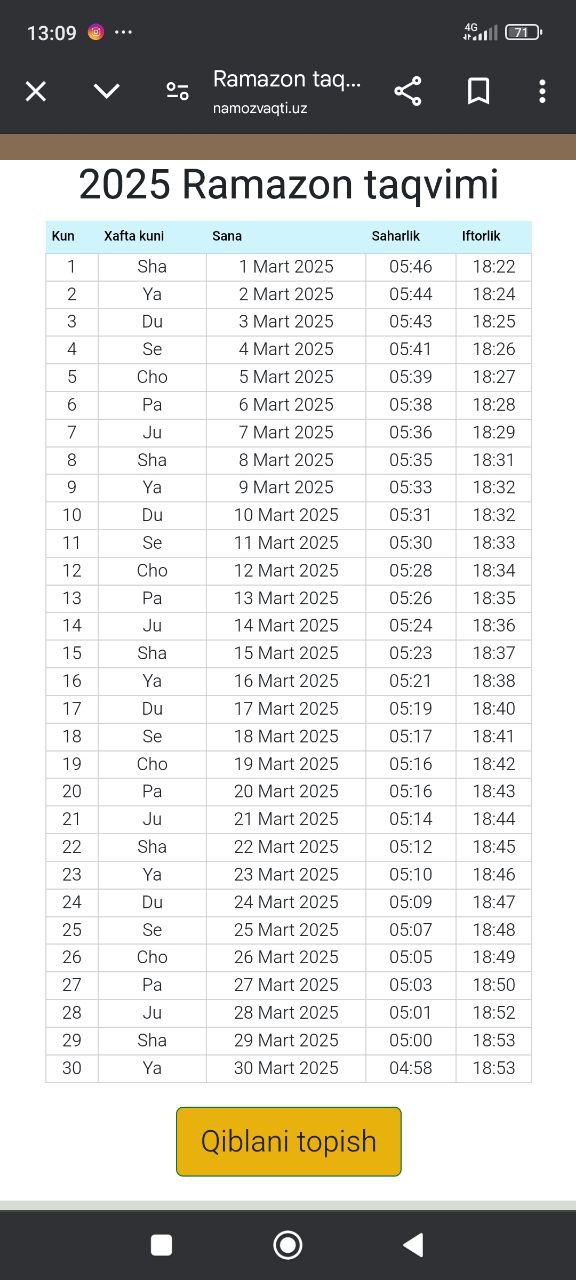 13:09 ... 4G 71
Ramazon taq...
namozvaqti.uz
2025 Ramazon taqvimi
Kun Xafta kuni Sana Saharlik Iftorlik
1 Sha 1 Mart 2025 05:46 18:22
2 Ya 2 Mart 2025 05:44 18:24
3 Du 3 Mart 2025 05:43 18:25
4 Se 4 Mart 2025 05:41 18:26
5 Cho 5 Mart 2025 05:39 18:27
6 Pa 6 Mart 2025 05:38 18:28
7 Ju 7 Mart 2025 05:36 18:29
8 Sha 8 Mart 2025 05:35 18:31
9 Ya 9 Mart 2025 05:33 18:32
10 Du 10 Mart 2025 05:31 18:32
11 Se 11 Mart 2025 05:30 18:33
12 Cho 12 Mart 2025 05:28 18:34
13 Pa 13 Mart 2025 05:26 18:35
14 Ju 14 Mart 2025 05:24 18:36
15 Sha 15 Mart 2025 05:23 18:37
16 Ya 16 Mart 2025 05:21 18:38
17 Du 17 Mart 2025 05:19 18:40
18 Se 18 Mart 2025 05:17 18:41
19 Cho 19 Mart 2025 05:16 18:42
20 Pa 20 Mart 2025 05:16 18:43
21 Ju 21 Mart 2025 05:14 18:44
22 Sha 22 Mart 2025 05:12 18:45
23 Ya 23 Mart 2025 05:10 18:46
24 Du 24 Mart 2025 05:09 18:47
25 Se 25 Mart 2025 05:07 18:48
26 Cho 26 Mart 2025 05:05 18:49
27 Pa 27 Mart 2025 05:03 18:50
28 Ju 28 Mart 2025 05:01 18:52
29 Sha 29 Mart 2025 05:00 18:53
30 Ya 30 Mart 2025 04:58 18:53
Qiblani topish